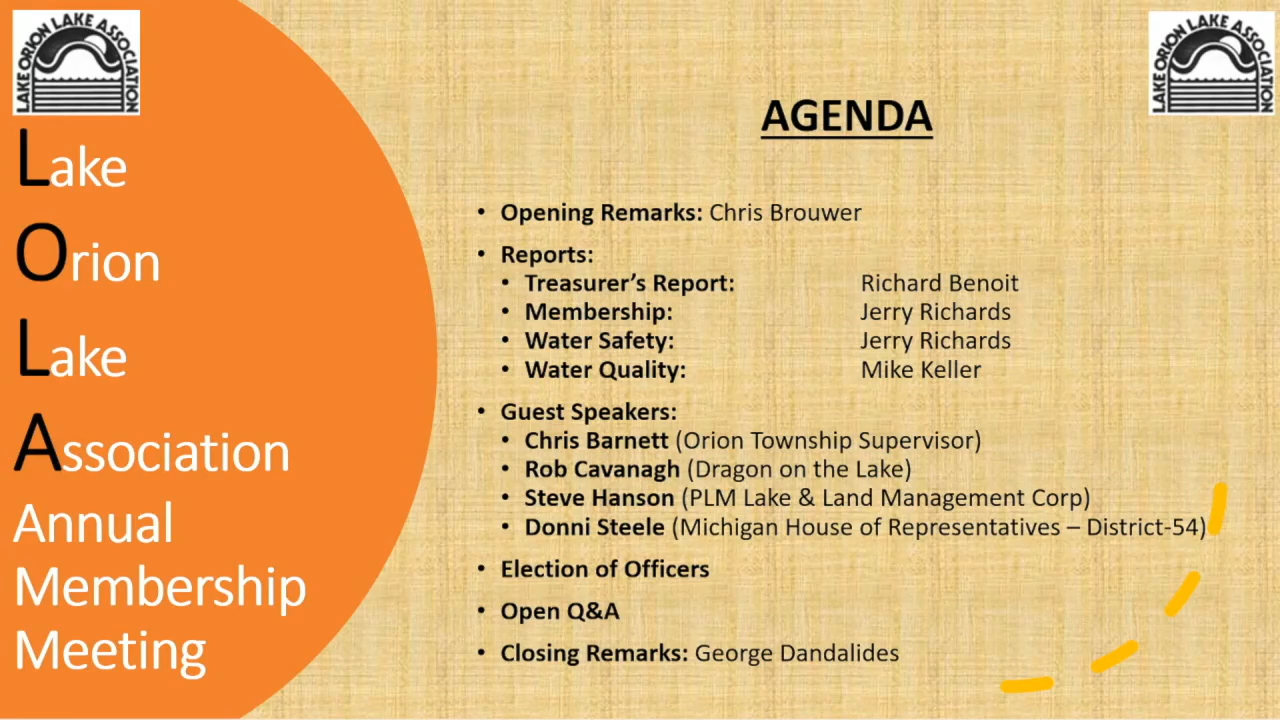 LAKE ORION LAKE ASSOCIATION
Lake
Orion
Lake
Association
Annual
Membership
Meeting
LAKE ORION LAKE ASSOCIATION
AGENDA
• Opening Remarks: Chris Brouwer
• Reports:
• Treasurer’s Report: Richard Benoit
• Membership: Jerry Richards
• Water Safety: Jerry Richards
• Water Quality: Mike Keller
• Guest Speakers:
• Chris Barnett (Orion Township Supervisor)
• Rob Cavanagh (Dragon on the Lake)
• Steve Hanson (PLM Lake & Land Management Corp)
• Donni Steele (Michigan House of Representatives – District-54)
• Election of Officers
• Open Q&A
• Closing Remarks: George Dandalides